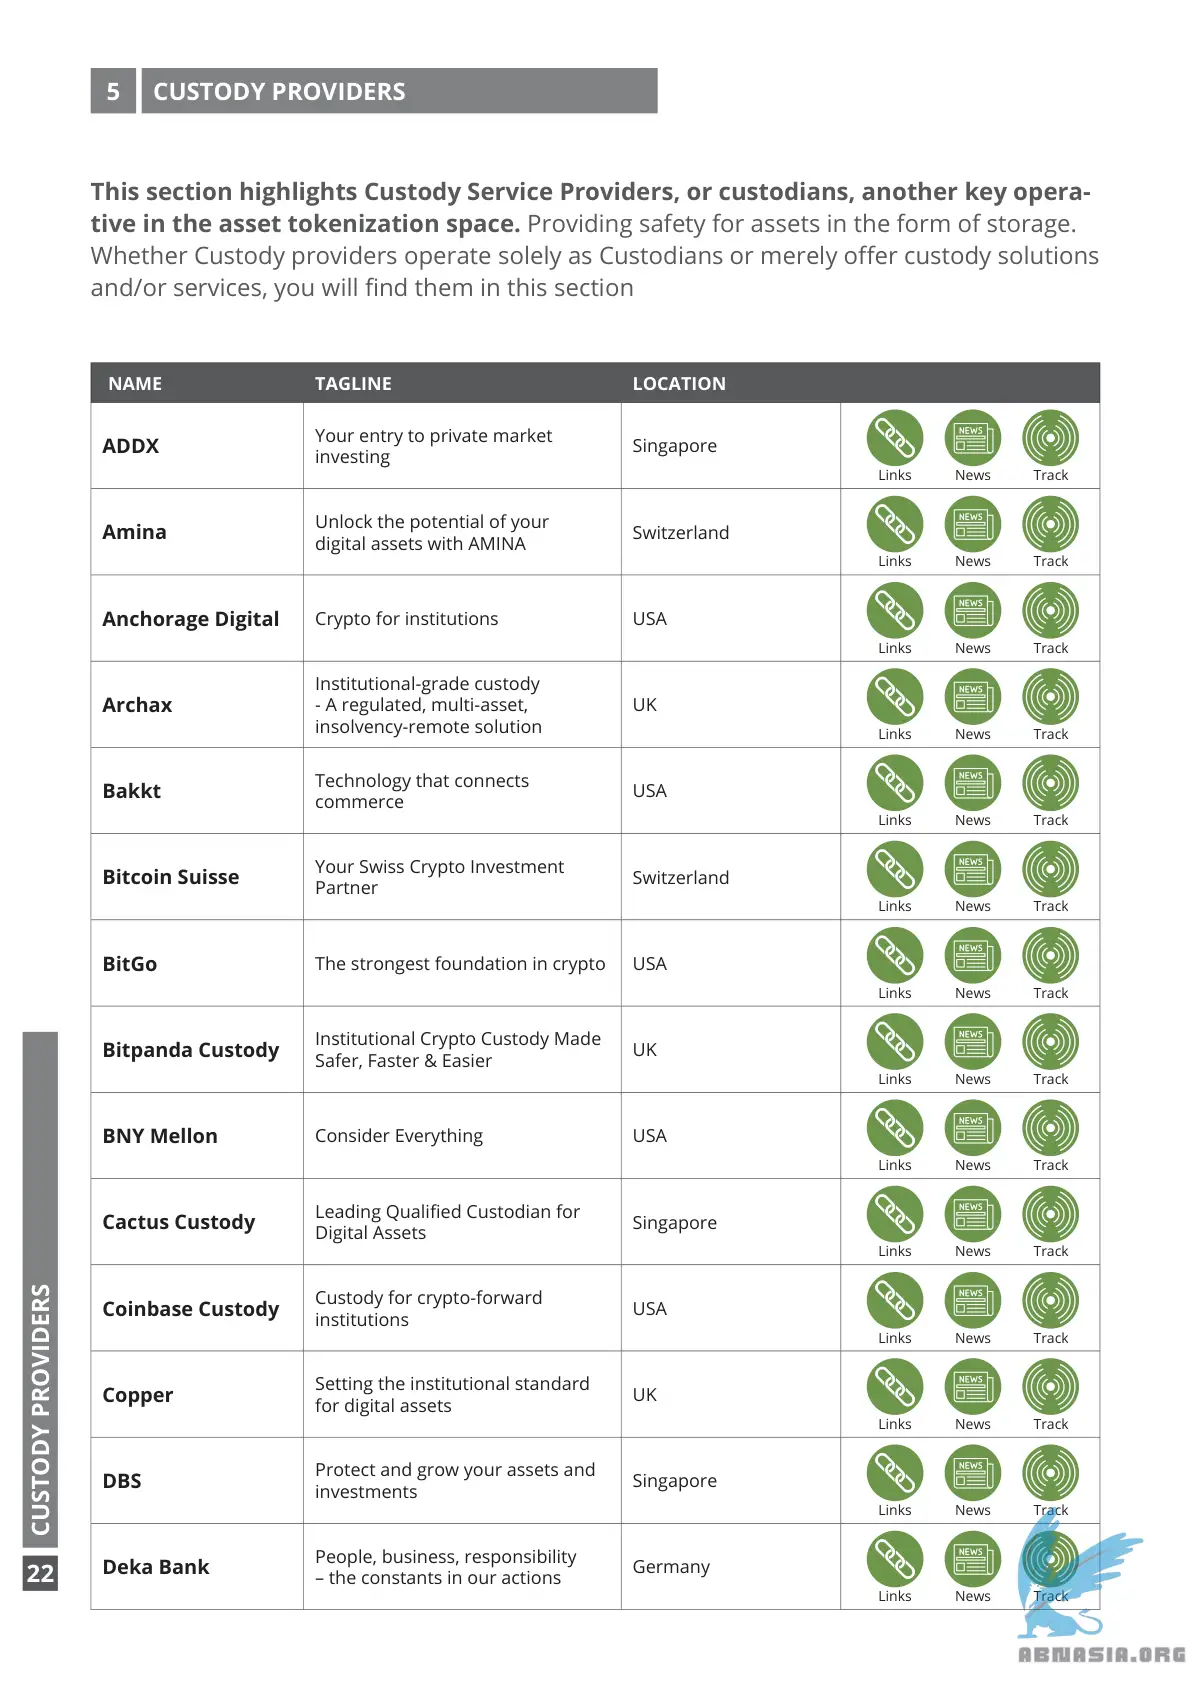 5 CUSTODY PROVIDERS
This section highlights Custody Service Providers, or custodians, another key opera-
tive in the asset tokenization space. Providing safety for assets in the form of storage.
Whether Custody providers operate solely as Custodians or merely offer custody solutions
and/or services, you will find them in this section
NAME TAGLINE LOCATION
ADDX
Your entry to private market
investing
Singapore
NEWS
Links News Track
Amina
Unlock the potential of your
digital assets with AMINA
Switzerland
NEWS
Links News Track
Anchorage Digital
Crypto for institutions
USA
NEWS
Links News Track
Archax
Institutional-grade custody
- A regulated, multi-asset,
insolvency-remote solution
UK
NEWS
Links News Track
Bakkt
Technology that connects
commerce
USA
NEWS
Links News Track
Bitcoin Suisse
Your Swiss Crypto Investment
Partner
Switzerland
NEWS
Links News Track
BitGo
The strongest foundation in crypto
USA
NEWS
Links News Track
Bitpanda Custody
Institutional Crypto Custody Made
Safer, Faster & Easier
UK
NEWS
Links News Track
BNY Mellon
Consider Everything
USA
NEWS
Links News Track
Cactus Custody
Leading Qualified Custodian for
Digital Assets
Singapore
NEWS
Links News Track
Coinbase Custody
Custody for crypto-forward
institutions
USA
NEWS
Links News Track
Copper
Setting the institutional standard
for digital assets
UK
NEWS
Links News Track
DBS
Protect and grow your assets and
investments
Singapore
NEWS
Links News Track
Deka Bank
People, business, responsibility
– the constants in our actions
Germany
NEWS
Links News Track
CUSTODY PROVIDERS
22
ABNASIA.ORG